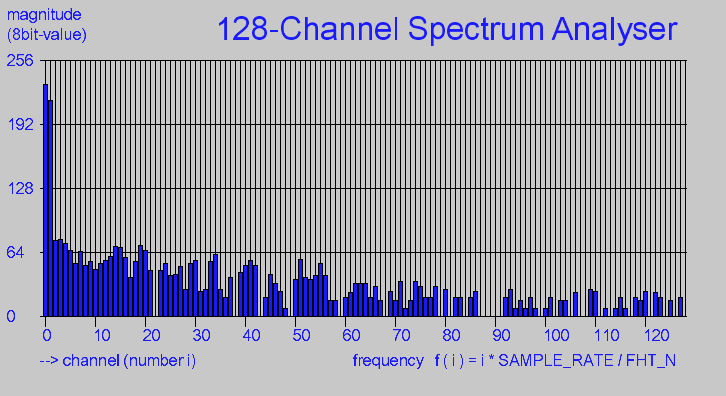 magnitude
(8bit-value)
128-Channel Spectrum Analyser
256
192
128
64
0
0 10 20 30 40 50 60 70 80 90 100 110 120
--> channel (number i)
frequency f ( i ) = i * SAMPLE_RATE / FHT_N